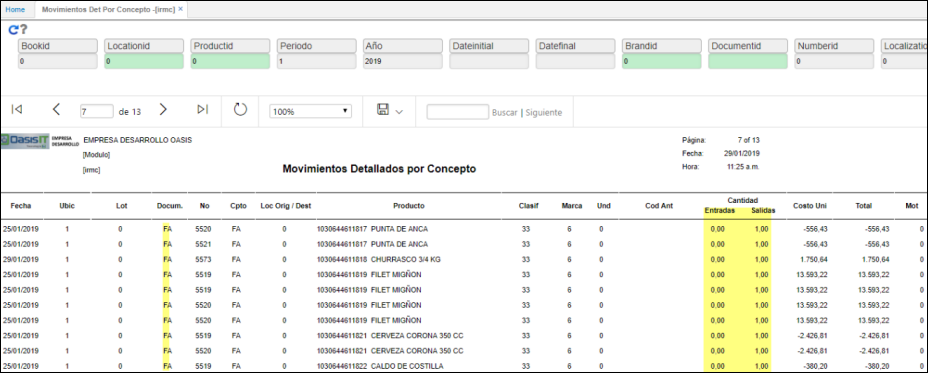 Home Movimientos Det Por Concepto -[irmc] ×
?
Bookid Locationid Productid Periodo Año Dateinitial Datefinal Brandid Documentid Numberid Localizatio
0 0 0 1 2019 0 0 0
7 de 13 100% Buscar | Siguiente
OasisIT EMPRESA DESARROLLO EMPRESA DESARROLLO OASIS Página: 7 of 13
[Modulo] Fecha: 29/01/2019
[irmc] Movimientos Detallados por Concepto Hora: 11:25 a.m.
Cantidad
Fecha Ubic Lot Docum. No Cpto Loc Orig / Dest Producto Clasif Marca Und Cod Ant Entradas Salidas Costo Uni Total Mot
25/01/2019 1 0 FA 5520 FA 0 1030644611817 PUNTA DE ANCA 33 6 0 0,00 1,00 -556,43 -556,43 0
25/01/2019 1 0 FA 5521 FA 0 1030644611817 PUNTA DE ANCA 33 6 0 0,00 1,00 -556,43 -556,43 0
29/01/2019 1 0 FA 5573 FA 0 1030644611818 CHURRASCO 3/4 KG 33 6 0 0,00 1,00 1.750,64 1.750,64 0
25/01/2019 1 0 FA 5519 FA 0 1030644611819 FILET MIGÑON 33 6 0 0,00 1,00 13.593,22 13.593,22 0
25/01/2019 1 0 FA 5519 FA 0 1030644611819 FILET MIGÑON 33 6 0 0,00 1,00 13.593,22 13.593,22 0
25/01/2019 1 0 FA 5520 FA 0 1030644611819 FILET MIGÑON 33 6 0 0,00 1,00 13.593,22 13.593,22 0
25/01/2019 1 0 FA 5520 FA 0 1030644611819 FILET MIGÑON 33 6 0 0,00 1,00 13.593,22 13.593,22 0
25/01/2019 1 0 FA 5519 FA 0 1030644611821 CERVEZA CORONA 350 CC 33 6 0 0,00 1,00 -2.426,81 -2.426,81 0
25/01/2019 1 0 FA 5520 FA 0 1030644611821 CERVEZA CORONA 350 CC 33 6 0 0,00 1,00 -2.426,81 -2.426,81 0
25/01/2019 1 0 FA 5519 FA 0 1030644611822 CALDO DE COSTILLA 33 6 0 0,00 1,00 -380,20 -380,20 0